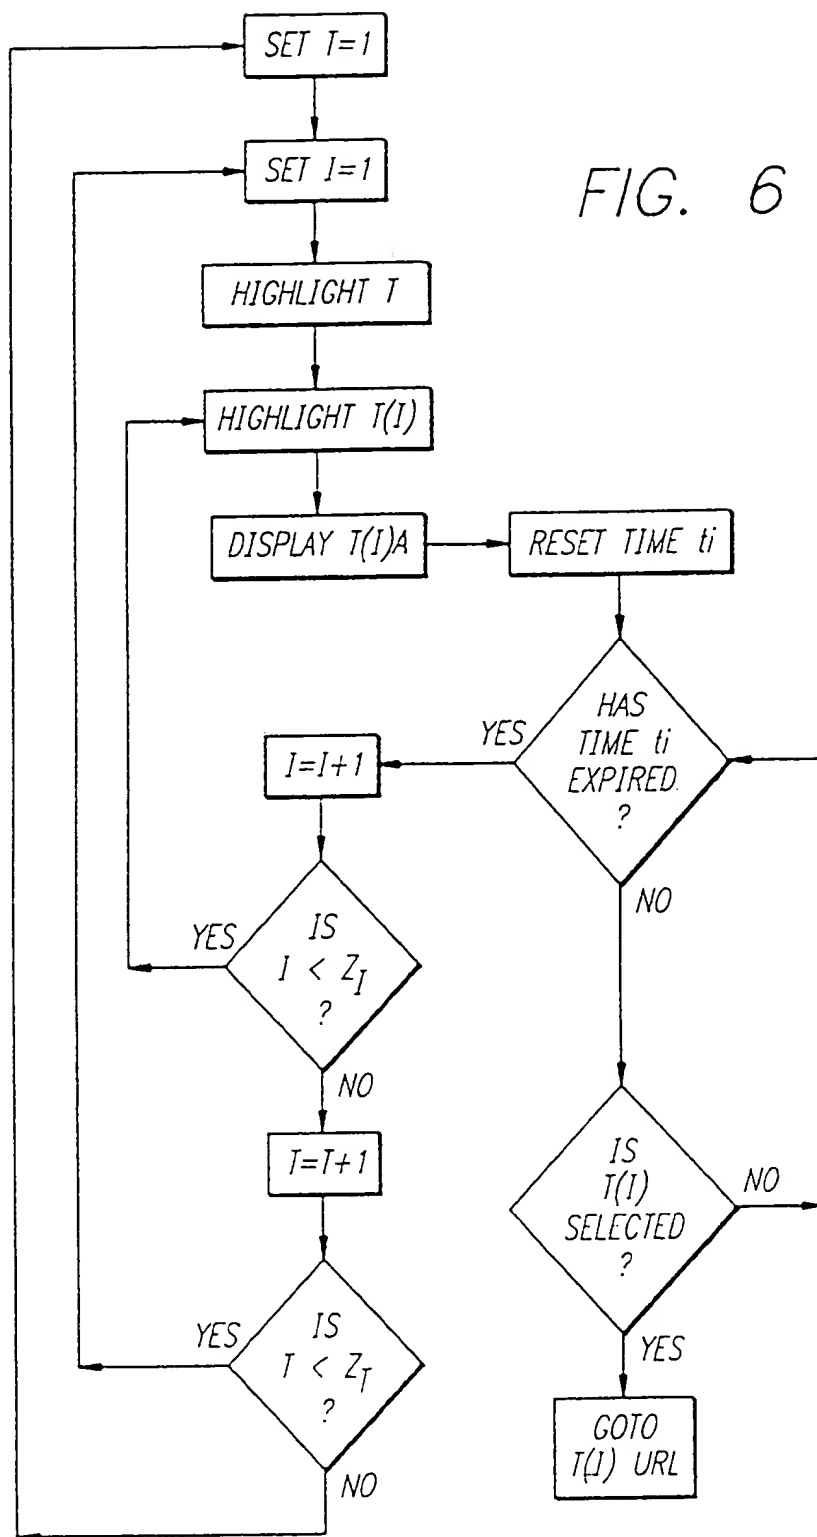 SET T=1
SET I=1
FIG. 6
HIGHLIGHT T
HIGHLIGHT T(I)
DISPLAY T(I)A
RESET TIME ti
HAS
TIME ti
EXPIRED
?
YES
I=I+1
NO
IS
I < Z_I
?
YES
NO
T=T+1
IS
T(I)
SELECTED
?
NO
YES
IS
T < Z_T
?
YES
NO
GOTO
T(I) URL